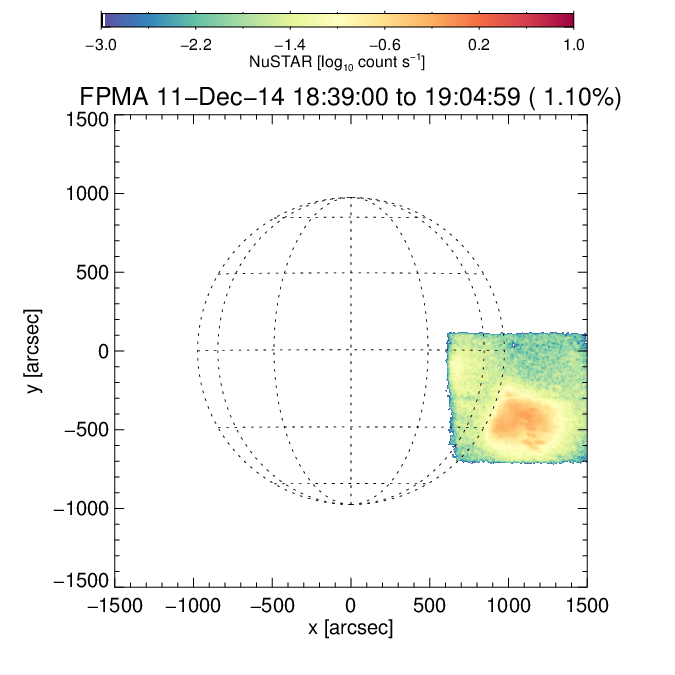 −3.0 −2.2 −1.4 −0.6 0.2 1.0
NuSTAR [log₁₀ count s⁻¹]
FPMA 11−Dec−14 18:39:00 to 19:04:59 ( 1.10%)
1500
1000
500
0
−500
−1000
−1500
y [arcsec]
−1500 −1000 −500 0 500 1000 1500
x [arcsec]